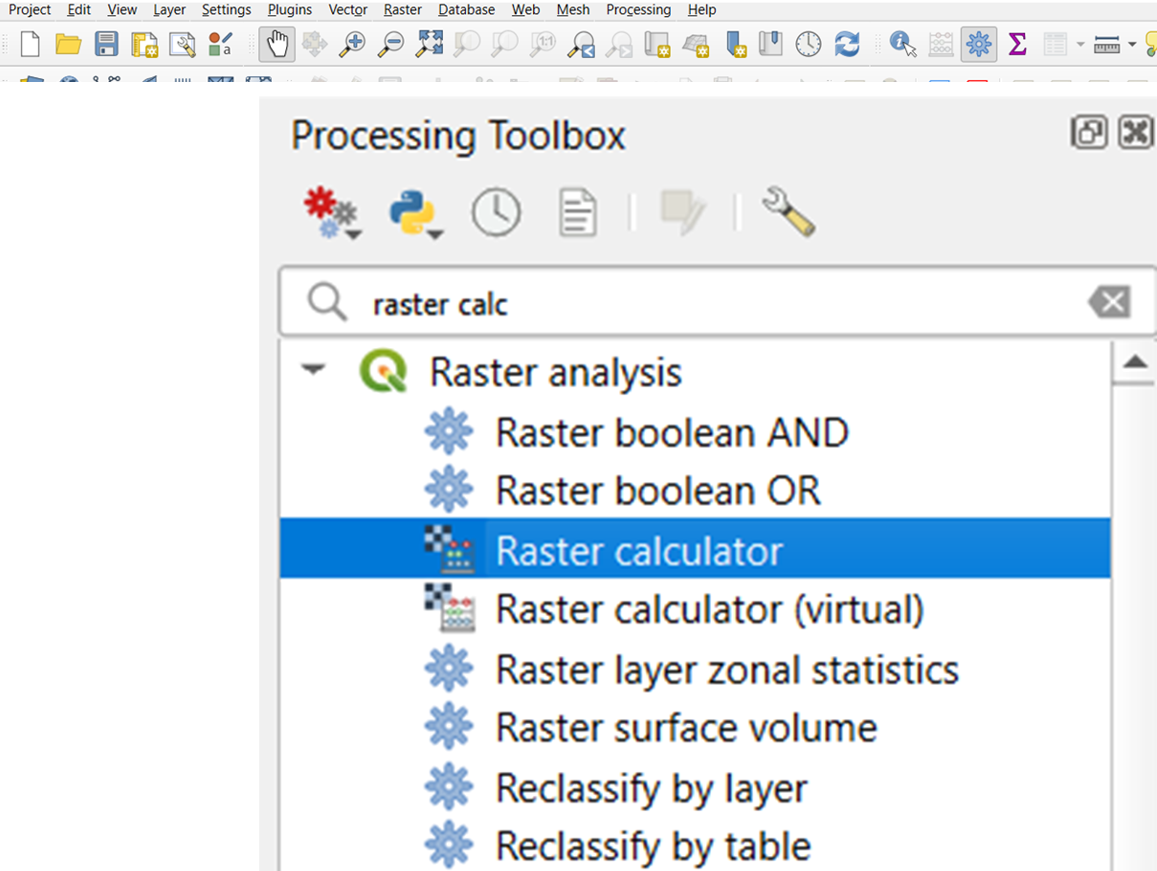 Project Edit View Layer Settings Plugins Vector Raster Database Web Mesh Processing Help
a 1:1 Σ
Processing Toolbox
raster calc
Raster analysis
Raster boolean AND
Raster boolean OR
Raster calculator
Raster calculator (virtual)
Raster layer zonal statistics
Raster surface volume
Reclassify by layer
Reclassify by table